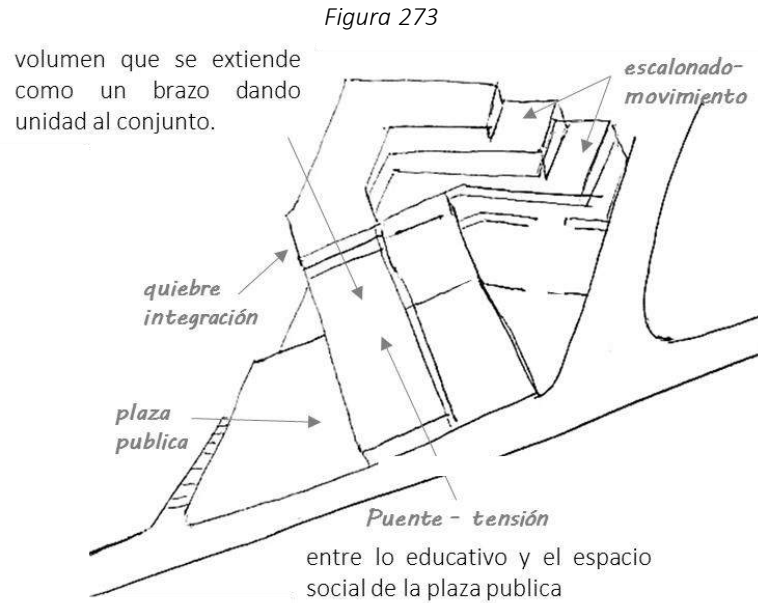 Figura 273
volumen que se extiende
como un brazo dando
unidad al conjunto.
escalonado-
movimiento
quiebre
integración
plaza
publica
Puente - tensión
entre lo educativo y el espacio
social de la plaza publica